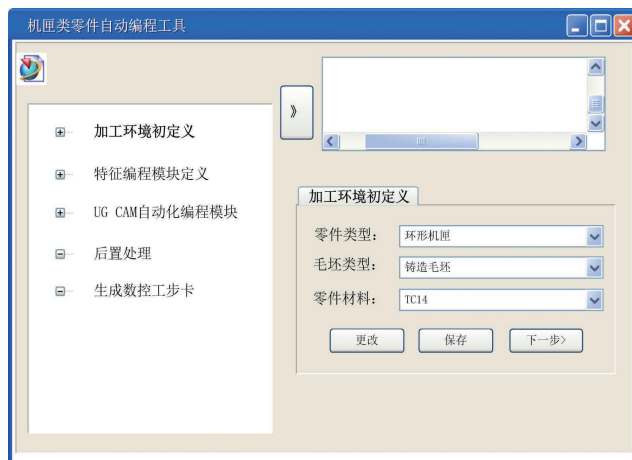 机匣类零件自动编程工具
》
加工环境初定义
特征编程模块定义
UG CAM自动化编程模块
后置处理
生成数控工步卡
加工环境初定义
零件类型： 环形机匣
毛坯类型： 铸造毛坯
零件材料： TC14
更改 保存 下一步>